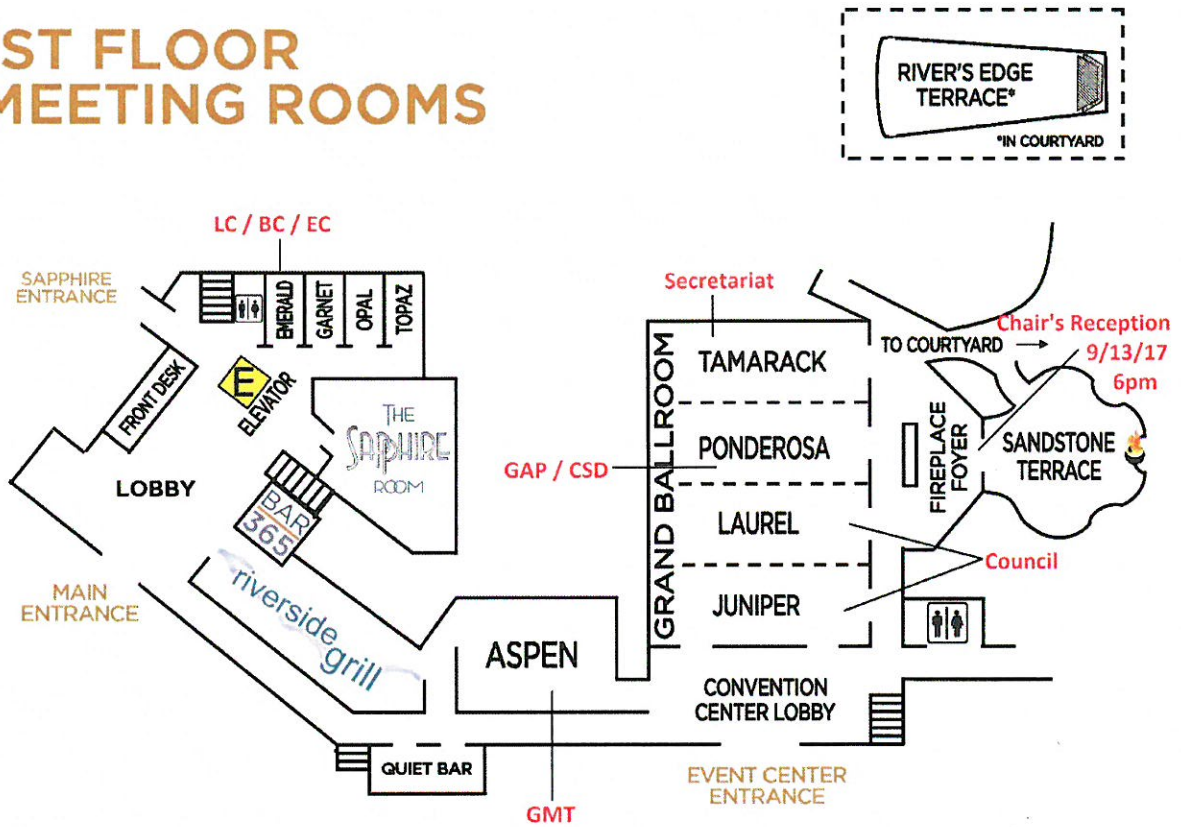 ST FLOOR
MEETING ROOMS
RIVER'S EDGE
TERRACE*
*IN COURTYARD
LC / BC / EC
SAPPHIRE
ENTRANCE
EMERALD
GARNET
OPAL
TOPAZ
FRONT DESK
E
ELEVATOR
THE
SAPPHIRE
ROOM
LOBBY
BAR
365
MAIN
ENTRANCE
riverside
grill
ASPEN
QUIET BAR
GMT
Secretariat
GRAND BALLROOM
TAMARACK
PONDEROSA
GAP / CSD
LAUREL
JUNIPER
Council
TO COURTYARD
Chair's Reception
9/13/17
6pm
FIREPLACE
FOYER
SANDSTONE
TERRACE
CONVENTION
CENTER LOBBY
EVENT CENTER
ENTRANCE